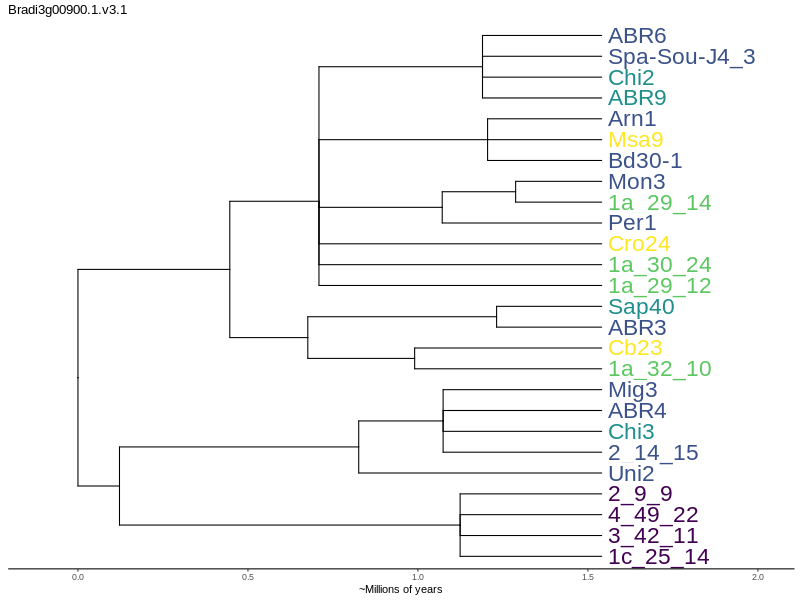 Bradi3g00900.1.v3.1
ABR6
Spa-Sou-J4_3
Chi2
ABR9
Arn1
Msa9
Bd30-1
Mon3
1a_29_14
Per1
Cro24
1a_30_24
1a_29_12
Sap40
ABR3
Cb23
1a_32_10
Mig3
ABR4
Chi3
2_14_15
Uni2
2_9_9
4_49_22
3_42_11
1c_25_14
0.0 0.5 1.0 1.5 2.0
~Millions of years